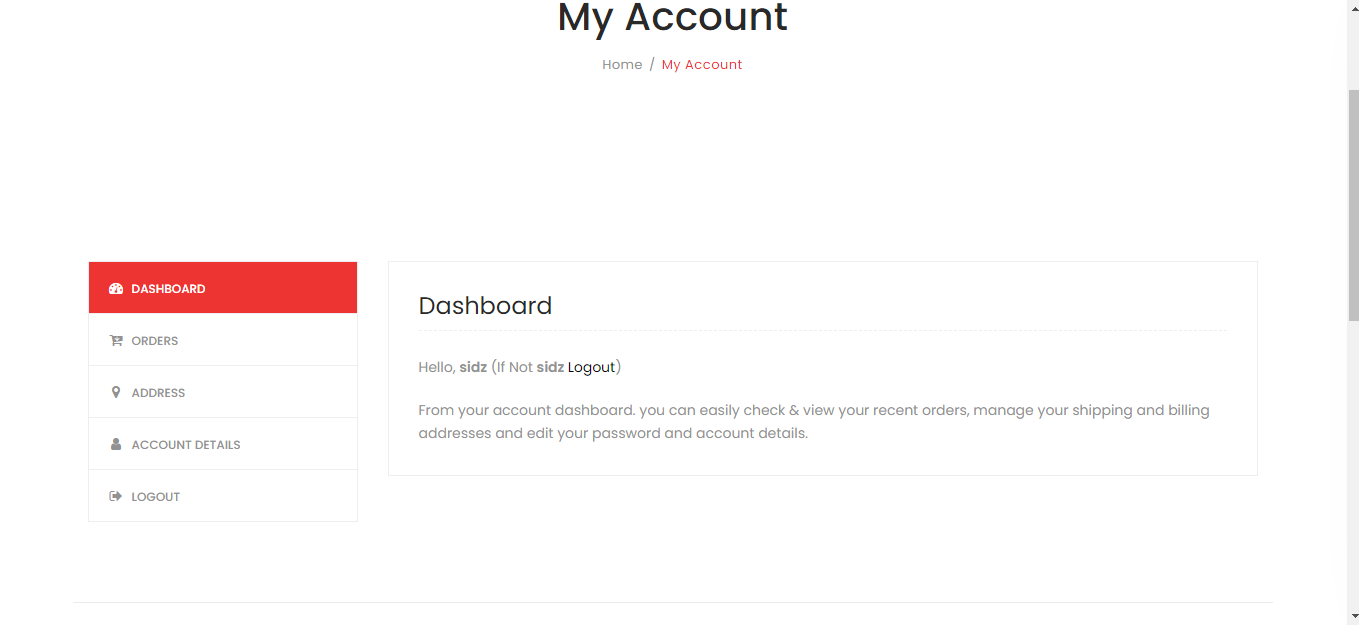 My Account
Home / My Account
DASHBOARD
ORDERS
ADDRESS
ACCOUNT DETAILS
LOGOUT
Dashboard
Hello, sidz (If Not sidz Logout)
From your account dashboard. you can easily check & view your recent orders, manage your shipping and billing
addresses and edit your password and account details.